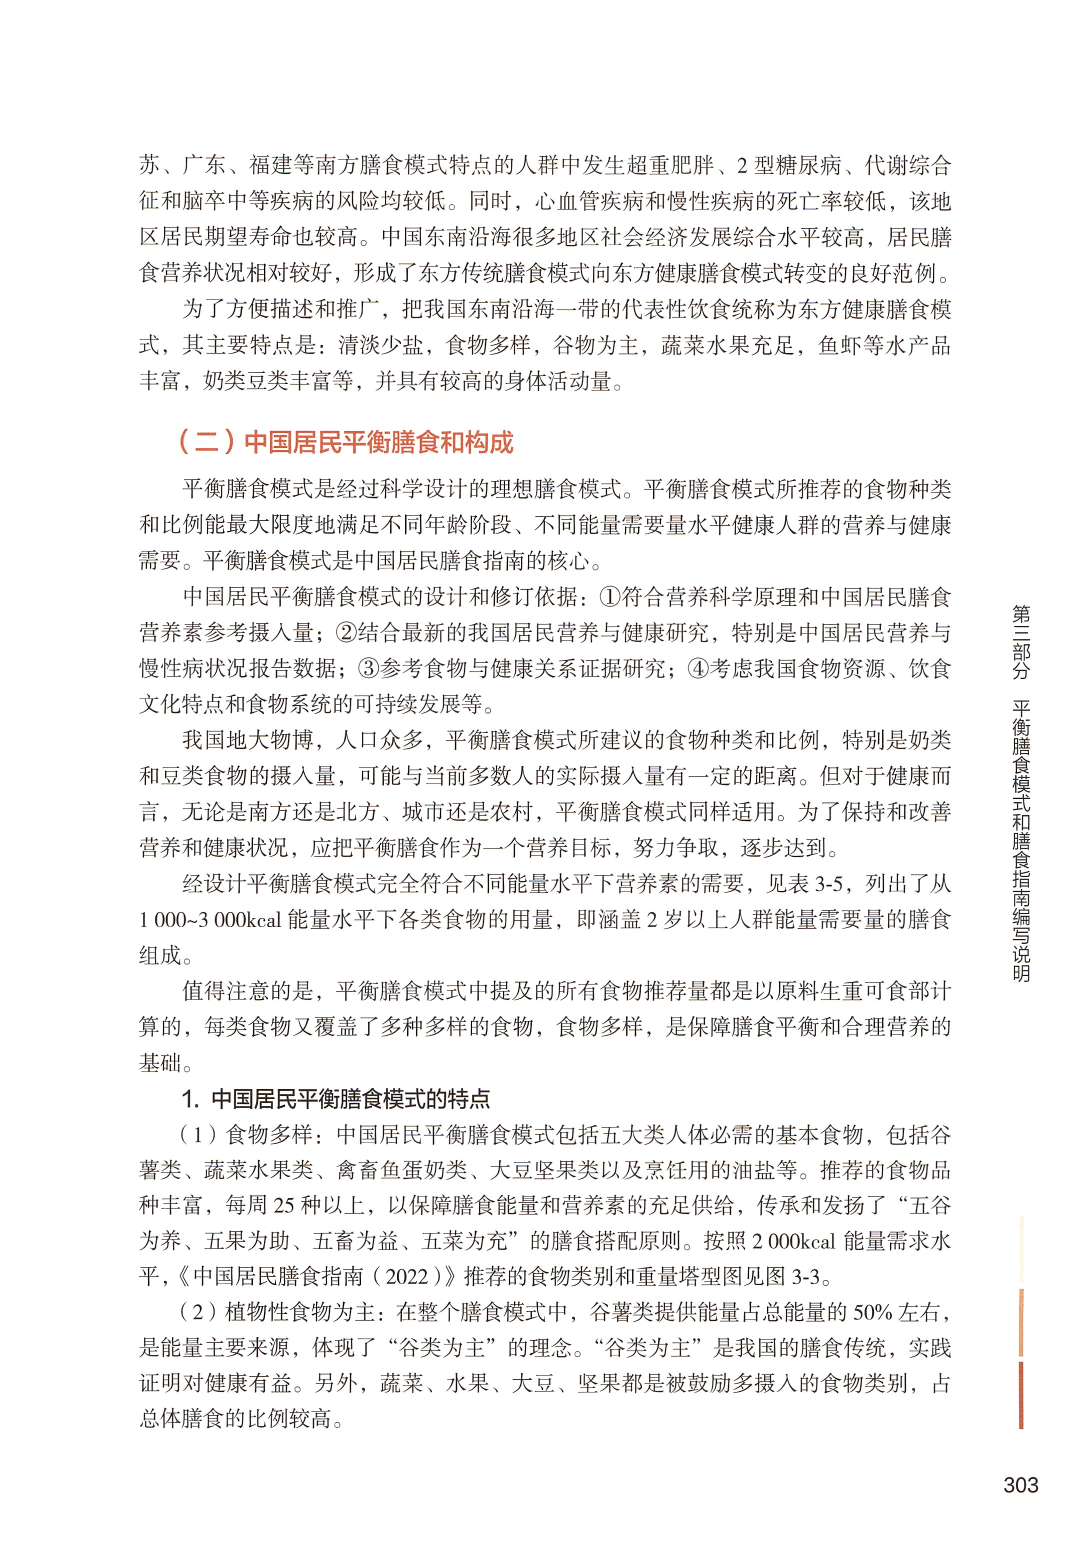 苏、广东、福建等南方膳食模式特点的人群中发生超重肥胖、2 型糖尿病、代谢综合
征和脑卒中等疾病的风险均较低。同时，心血管疾病和慢性疾病的死亡率较低，该地
区居民期望寿命也较高。中国东南沿海很多地区社会经济发展综合水平较高，居民膳
食营养状况相对较好，形成了东方传统膳食模式向东方健康膳食模式转变的良好范例。
为了方便描述和推广，把我国东南沿海一带的代表性饮食统称为东方健康膳食模
式，其主要特点是：清淡少盐，食物多样，谷物为主，蔬菜水果充足，鱼虾等水产品
丰富，奶类豆类丰富等，并具有较高的身体活动量。
（二）中国居民平衡膳食和构成
平衡膳食模式是经过科学设计的理想膳食模式。平衡膳食模式所推荐的食物种类
和比例能最大限度地满足不同年龄阶段、不同能量需要量水平健康人群的营养与健康
需要。平衡膳食模式是中国居民膳食指南的核心。
中国居民平衡膳食模式的设计和修订依据：①符合营养科学原理和中国居民膳食
营养素参考摄入量；②结合最新的我国居民营养与健康研究，特别是中国居民营养与
慢性病状况报告数据；③参考食物与健康关系证据研究；④考虑我国食物资源、饮食
文化特点和食物系统的可持续发展等。
我国地大物博，人口众多，平衡膳食模式所建议的食物种类和比例，特别是奶类
和豆类食物的摄入量，可能与当前多数人的实际摄入量有一定的距离。但对于健康而
言，无论是南方还是北方、城市还是农村，平衡膳食模式同样适用。为了保持和改善
营养和健康状况，应把平衡膳食作为一个营养目标，努力争取，逐步达到。
经设计平衡膳食模式完全符合不同能量水平下营养素的需要，见表 3-5，列出了从
1 000~3 000kcal 能量水平下各类食物的用量，即涵盖 2 岁以上人群能量需要量的膳食
组成。
值得注意的是，平衡膳食模式中提及的所有食物推荐量都是以原料生重可食部计
算的，每类食物又覆盖了多种多样的食物，食物多样，是保障膳食平衡和合理营养的
基础。
1. 中国居民平衡膳食模式的特点
（1）食物多样：中国居民平衡膳食模式包括五大类人体必需的基本食物，包括谷
薯类、蔬菜水果类、禽畜鱼蛋奶类、大豆坚果类以及烹饪用的油盐等。推荐的食物品
种丰富，每周 25 种以上，以保障膳食能量和营养素的充足供给，传承和发扬了“五谷
为养、五果为助、五畜为益、五菜为充”的膳食搭配原则。按照 2 000kcal 能量需求水
平，《中国居民膳食指南（2022）》推荐的食物类别和重量塔型图见图 3-3。
（2）植物性食物为主：在整个膳食模式中，谷薯类提供能量占总能量的 50% 左右，
是能量主要来源，体现了“谷类为主”的理念。“谷类为主”是我国的膳食传统，实践
证明对健康有益。另外，蔬菜、水果、大豆、坚果都是被鼓励多摄入的食物类别，占
总体膳食的比例较高。
第三部分 平衡膳食模式和膳食指南编写说明
303